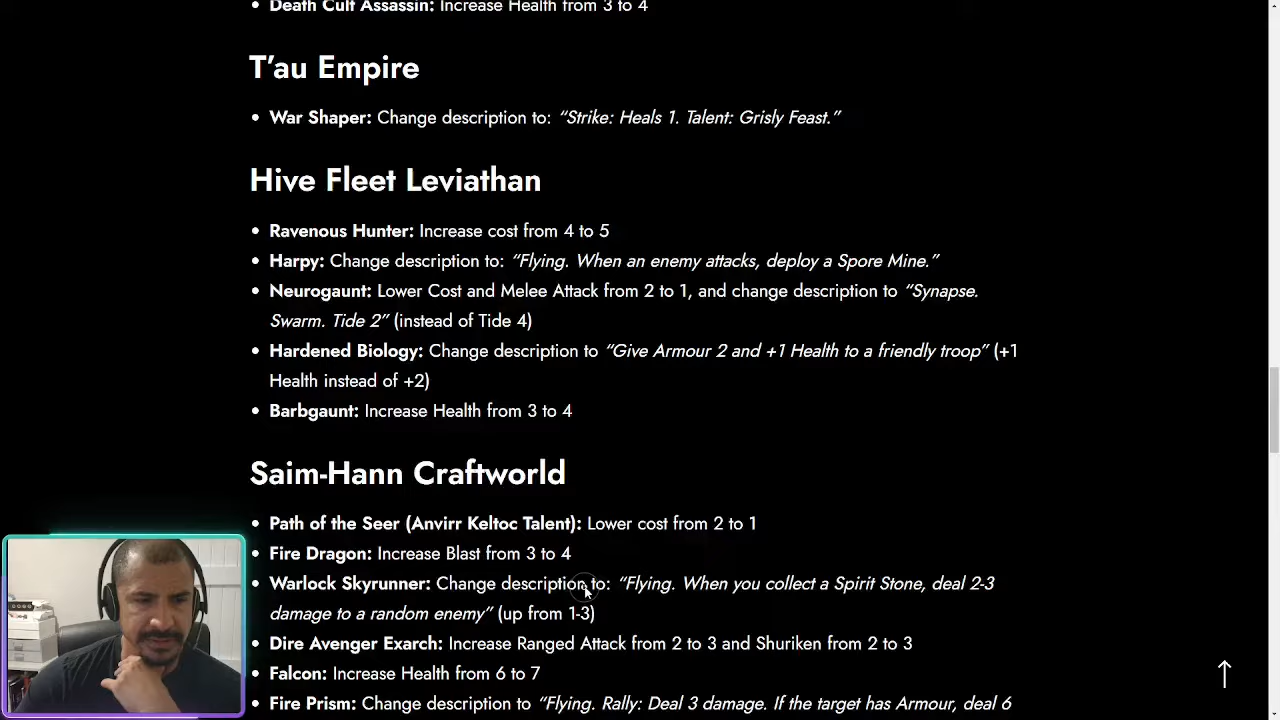 Death Cult Assassin: Increase Health from 3 to 4
T’au Empire
War Shaper: Change description to: “Strike: Heals 1. Talent: Grisly Feast.”
Hive Fleet Leviathan
Ravenous Hunter: Increase cost from 4 to 5
Harpy: Change description to: “Flying. When an enemy attacks, deploy a Spore Mine.”
Neurogaunt: Lower Cost and Melee Attack from 2 to 1, and change description to “Synapse.
Swarm. Tide 2” (instead of Tide 4)
Hardened Biology: Change description to “Give Armour 2 and +1 Health to a friendly troop” (+1
Health instead of +2)
Barbgaunt: Increase Health from 3 to 4
Saim-Hann Craftworld
Path of the Seer (Anvirr Keltoc Talent): Lower cost from 2 to 1
Fire Dragon: Increase Blast from 3 to 4
Warlock Skyrunner: Change description to: “Flying. When you collect a Spirit Stone, deal 2-3
damage to a random enemy” (up from 1-3)
Dire Avenger Exarch: Increase Ranged Attack from 2 to 3 and Shuriken from 2 to 3
Falcon: Increase Health from 6 to 7
Fire Prism: Change description to “Flying. Rally: Deal 3 damage. If the target has Armour, deal 6